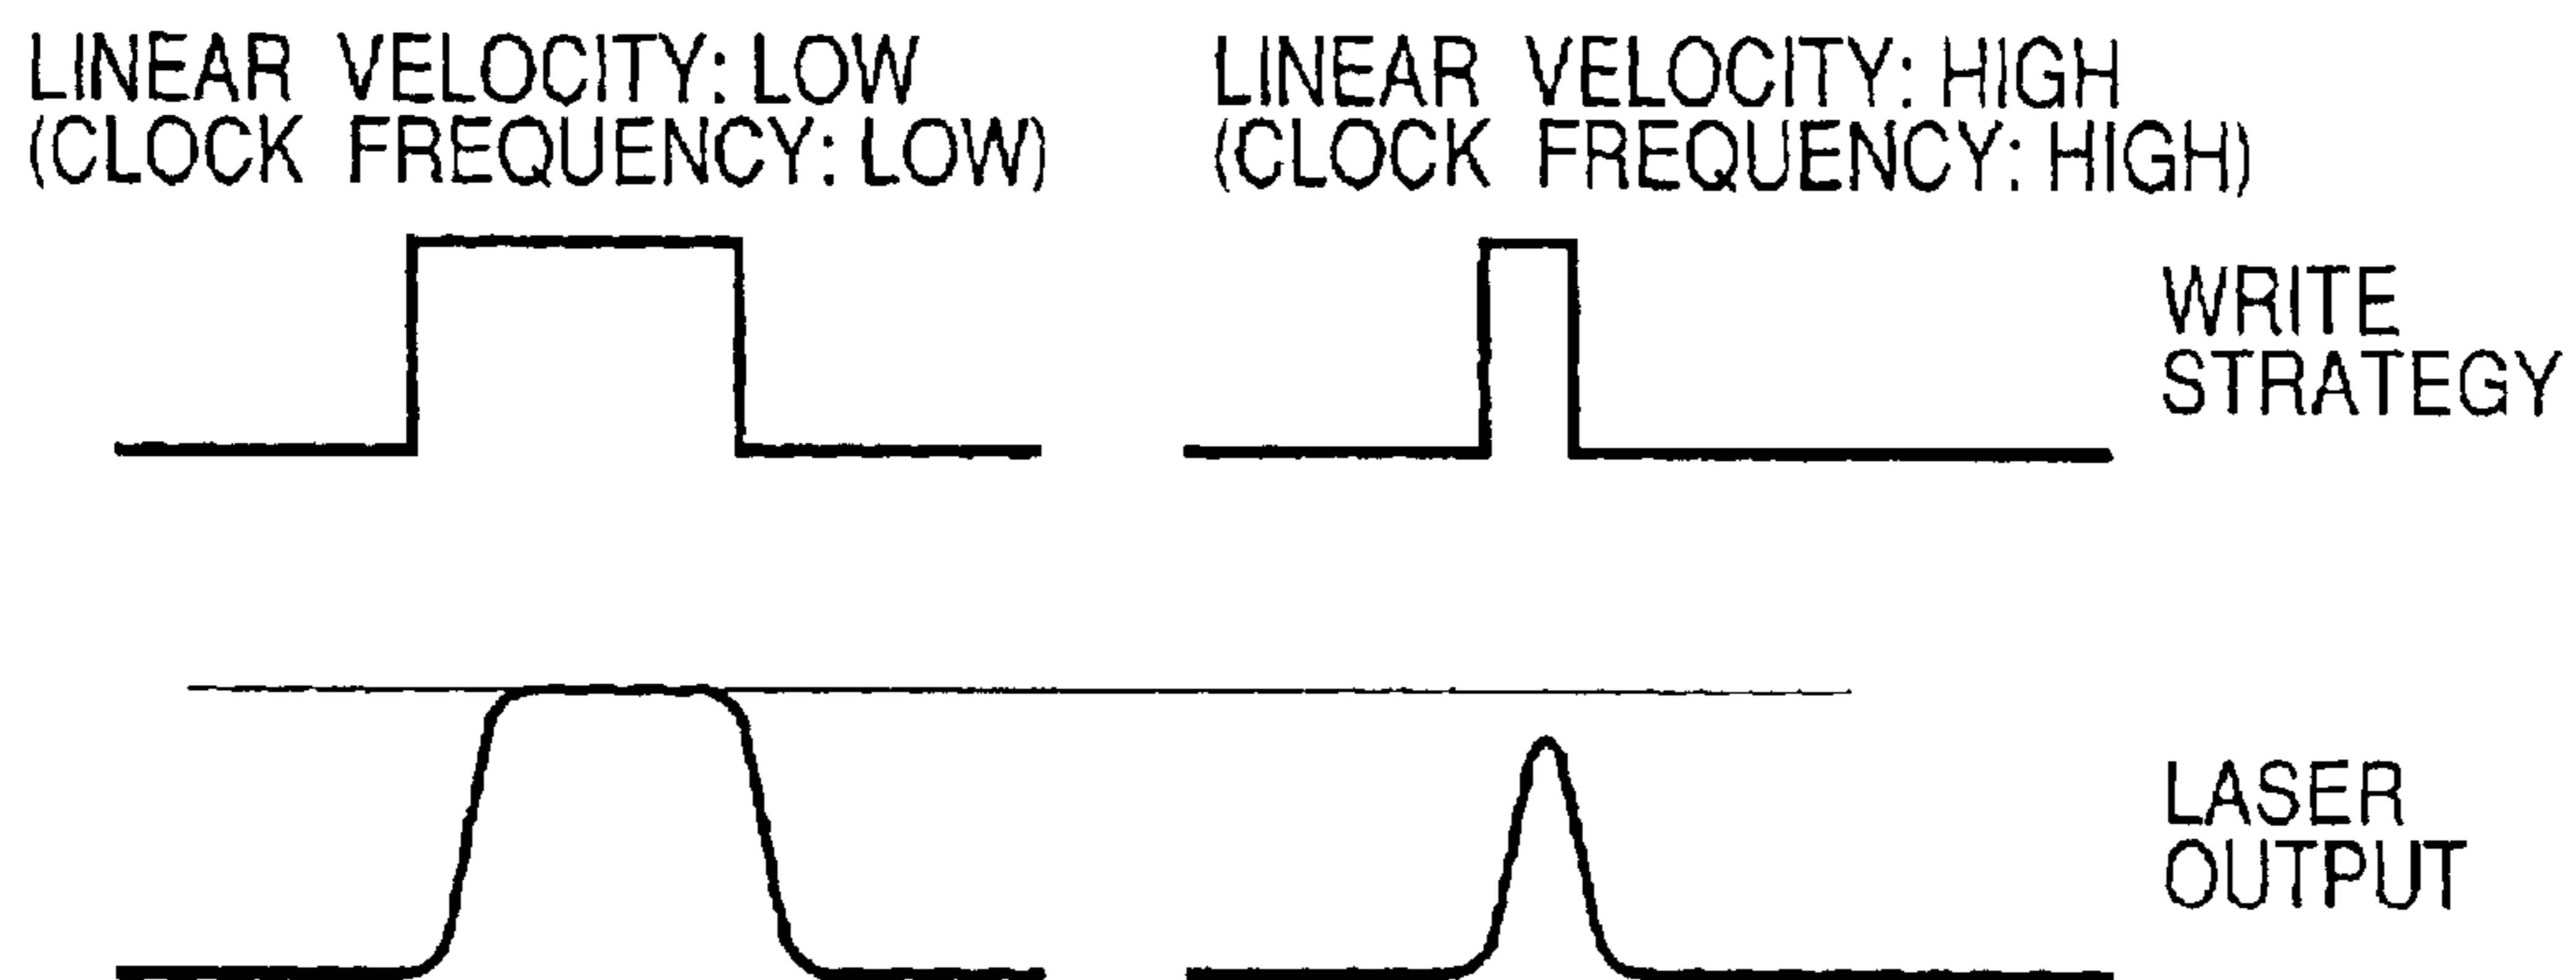 LINEAR VELOCITY: LOW
(CLOCK FREQUENCY: LOW)
LINEAR VELOCITY: HIGH
(CLOCK FREQUENCY: HIGH)
WRITE
STRATEGY
LASER
OUTPUT